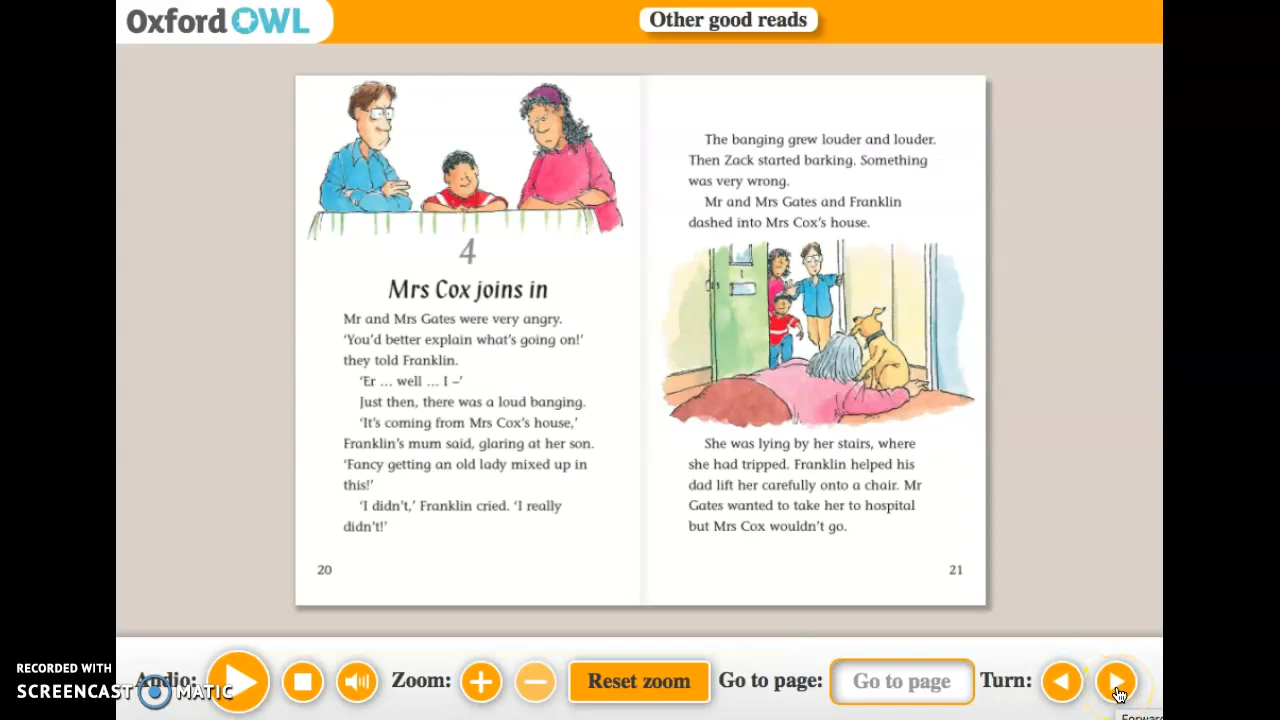 Oxford OWL
Other good reads
4
Mrs Cox joins in
Mr and Mrs Gates were very angry.
‘You’d better explain what’s going on!’
they told Franklin.
‘Er ... well ... I –’
Just then, there was a loud banging.
‘It’s coming from Mrs Cox’s house,’
Franklin’s mum said, glaring at her son.
‘Fancy getting an old lady mixed up in
this!’
‘I didn’t,’ Franklin cried. ‘I really
didn’t!’
20
The banging grew louder and louder.
Then Zack started barking. Something
was very wrong.
Mr and Mrs Gates and Franklin
dashed into Mrs Cox’s house.
She was lying by her stairs, where
she had tripped. Franklin helped his
dad lift her carefully onto a chair. Mr
Gates wanted to take her to hospital
but Mrs Cox wouldn’t go.
21
Audio:
Zoom:
Reset zoom
Go to page:
Go to page
Turn:
RECORDED WITH
SCREENCAST MATIC